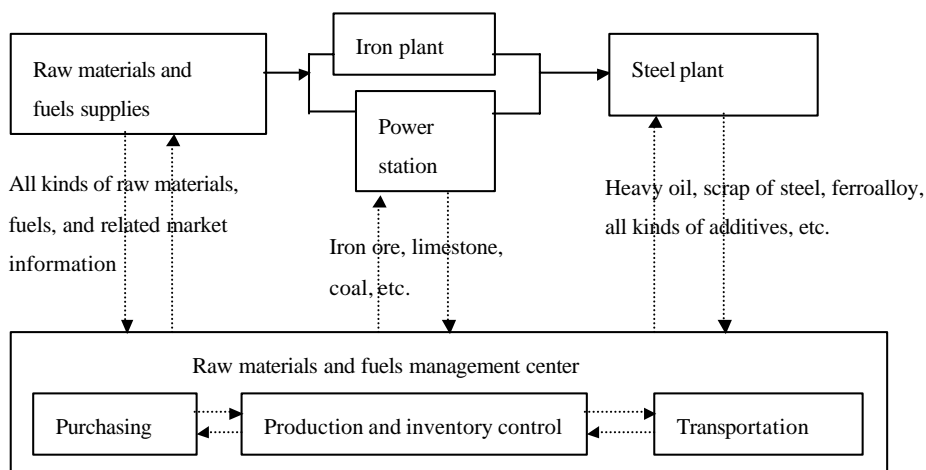 Raw materials and
fuels supplies
Iron plant
Power
station
Steel plant
All kinds of raw materials,
fuels, and related market
information
Iron ore, limestone,
coal, etc.
Heavy oil, scrap of steel, ferroalloy,
all kinds of additives, etc.
Raw materials and fuels management center
Purchasing
Production and inventory control
Transportation